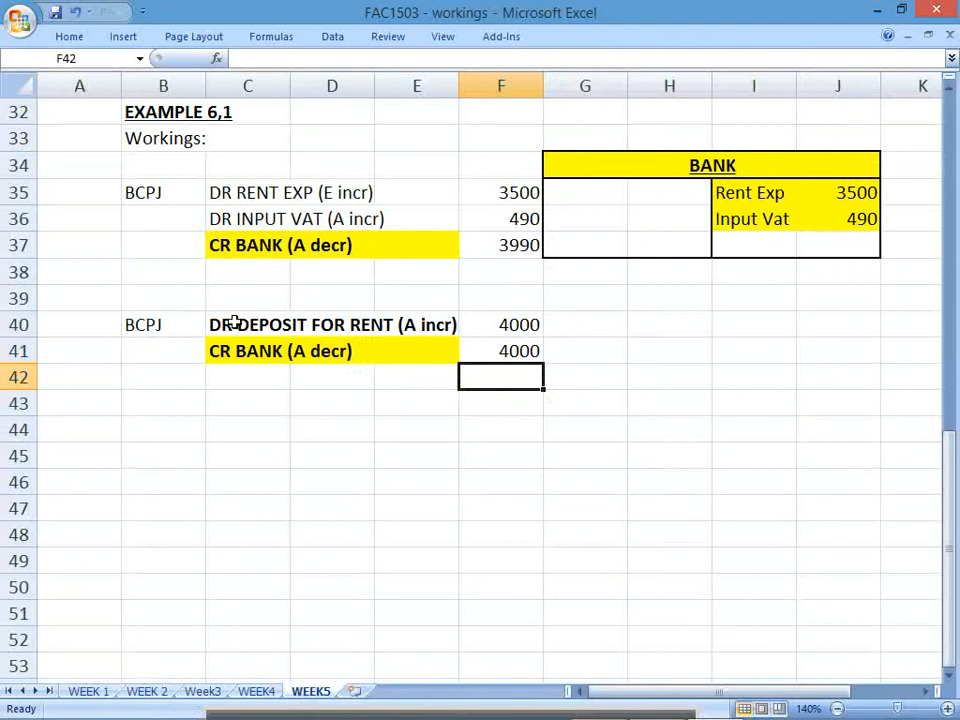 FAC1503 - workings - Microsoft Excel
Home Insert Page Layout Formulas Data Review View Add-Ins
F42 fx
A B C D E F G H I J K
32 EXAMPLE 6,1
33 Workings:
34 BANK
35 BCPJ DR RENT EXP (E incr) 3500 Rent Exp 3500
36 DR INPUT VAT (A incr) 490 Input Vat 490
37 CR BANK (A decr) 3990
38
39
40 BCPJ DR DEPOSIT FOR RENT (A incr) 4000
41 CR BANK (A decr) 4000
42
43
44
45
46
47
48
49
50
51
52
53
WEEK 1 WEEK 2 Week3 WEEK4 WEEK5
Ready 140%